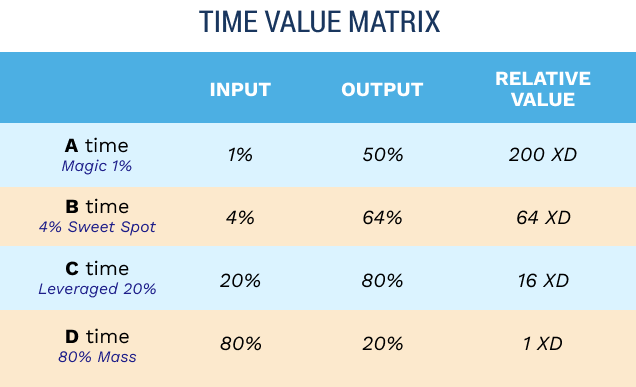 TIME VALUE MATRIX
INPUT OUTPUT RELATIVE VALUE
A time
Magic 1%
1% 50% 200 XD
B time
4% Sweet Spot
4% 64% 64 XD
C time
Leveraged 20%
20% 80% 16 XD
D time
80% Mass
80% 20% 1 XD